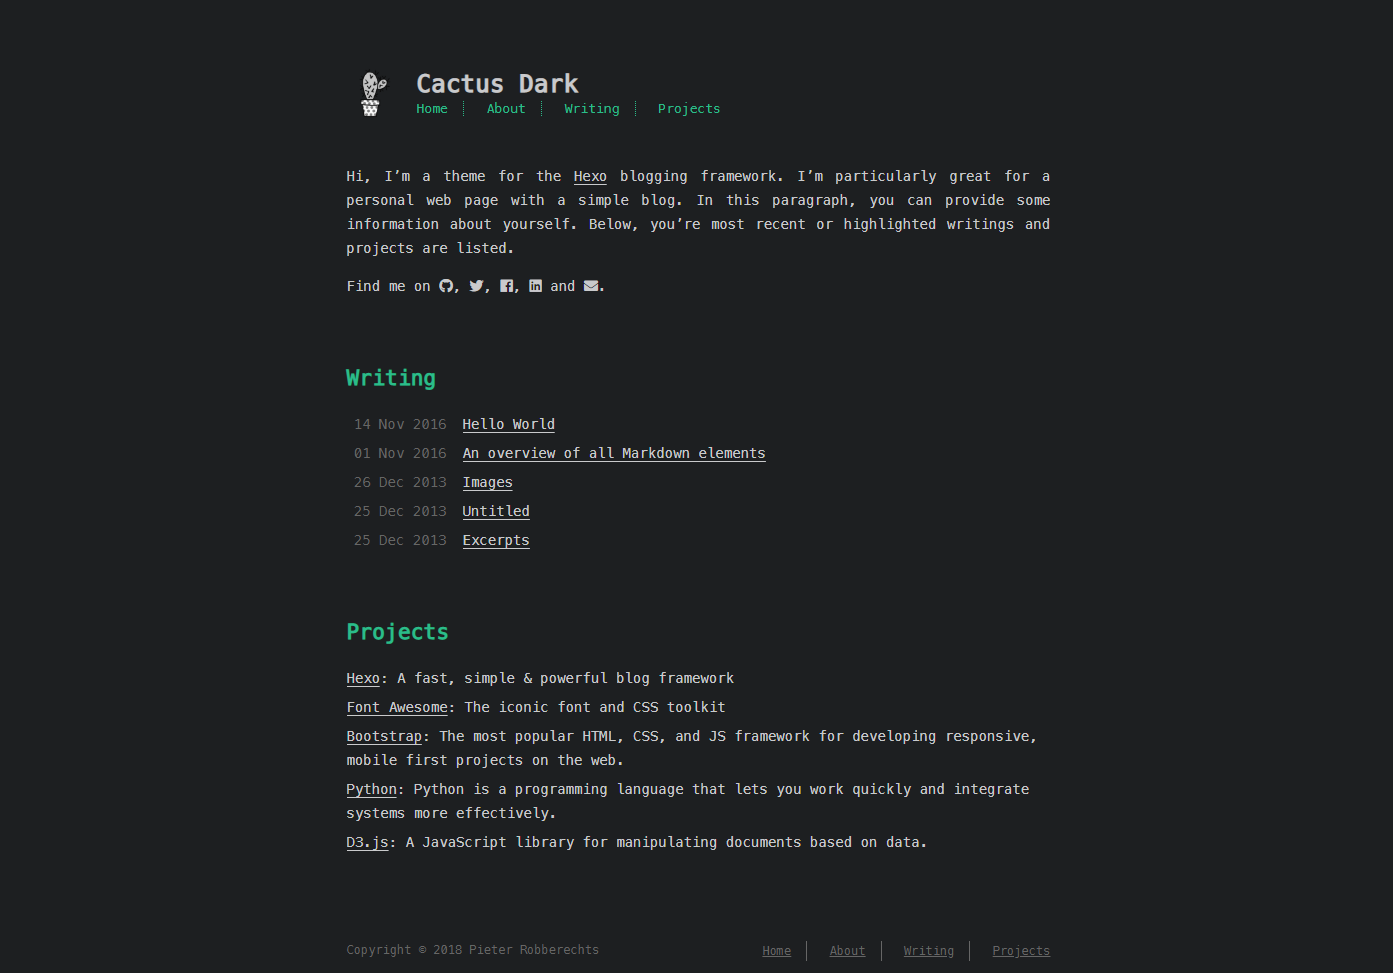 Cactus Dark
Home About Writing Projects
Hi, I’m a theme for the Hexo blogging framework. I’m particularly great for a
personal web page with a simple blog. In this paragraph, you can provide some
information about yourself. Below, you’re most recent or highlighted writings and
projects are listed.
Find me on , , , and .
Writing
14 Nov 2016 Hello World
01 Nov 2016 An overview of all Markdown elements
26 Dec 2013 Images
25 Dec 2013 Untitled
25 Dec 2013 Excerpts
Projects
Hexo: A fast, simple & powerful blog framework
Font Awesome: The iconic font and CSS toolkit
Bootstrap: The most popular HTML, CSS, and JS framework for developing responsive,
mobile first projects on the web.
Python: Python is a programming language that lets you work quickly and integrate
systems more effectively.
D3.js: A JavaScript library for manipulating documents based on data.
Copyright © 2018 Pieter Robberechts Home About Writing Projects